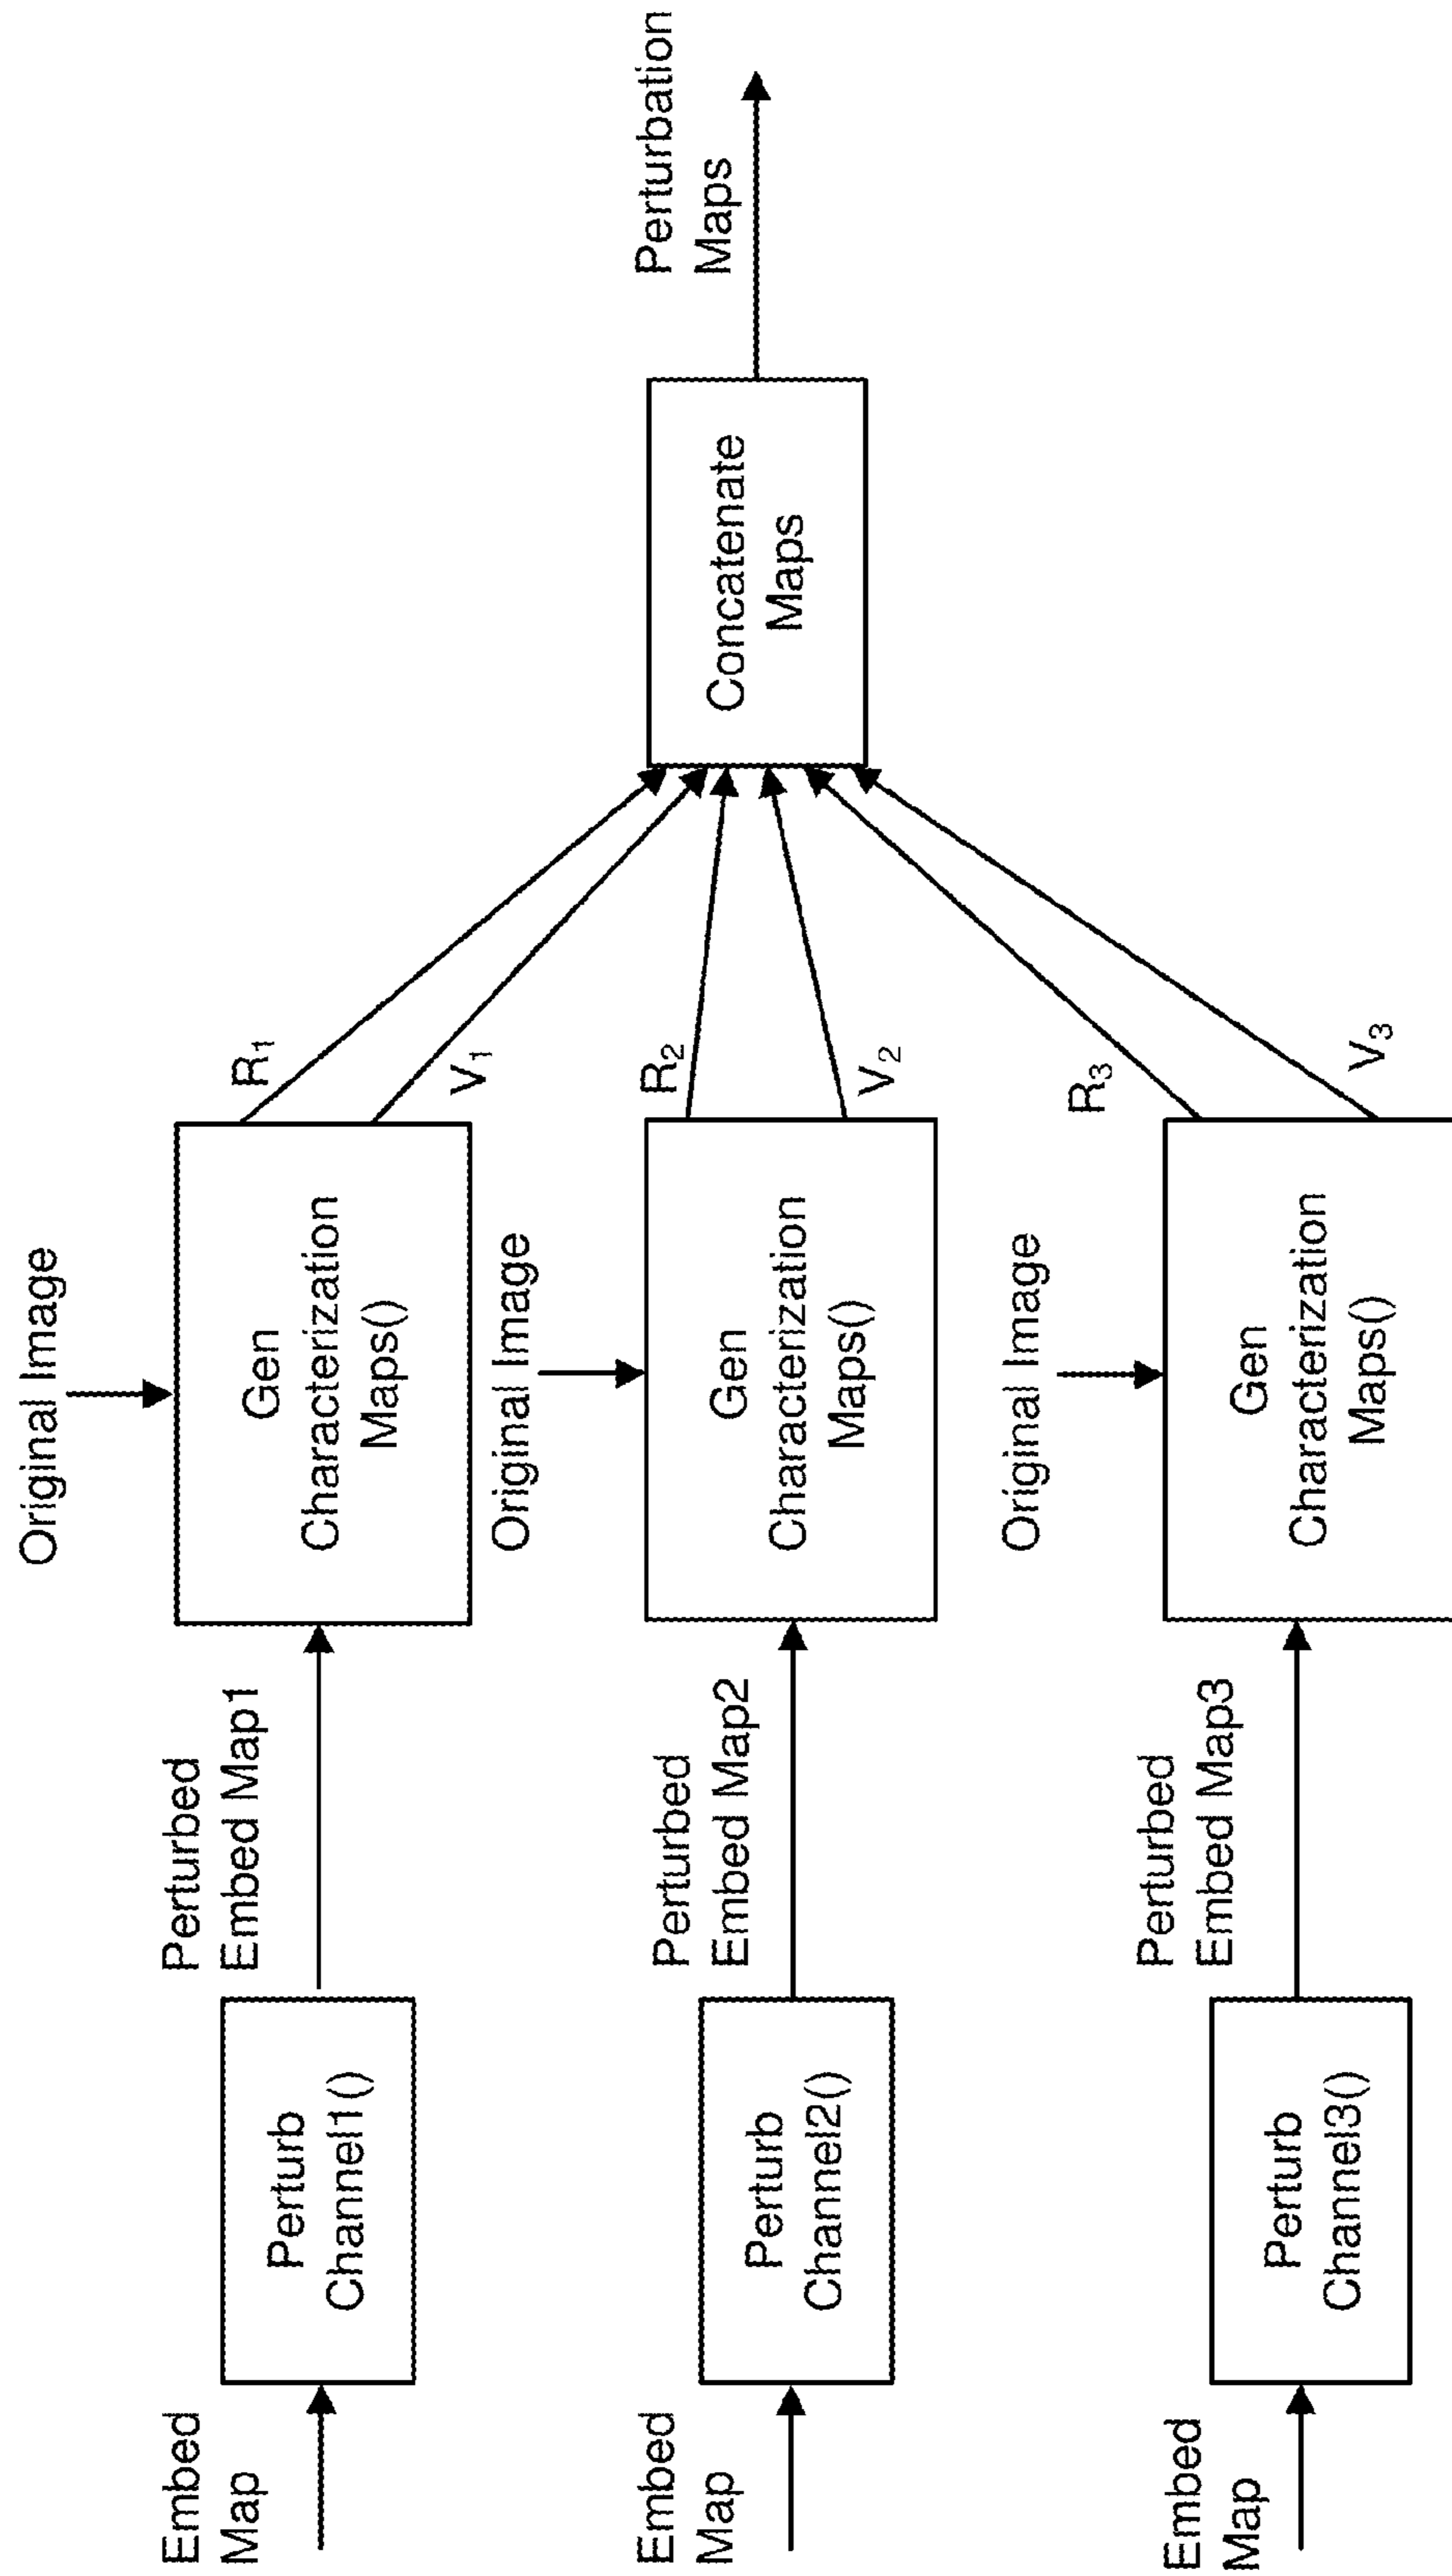 Embed
Map
Perturb
Channel1()
Perturbed
Embed Map1
Original Image
Gen
Characterization
Maps()
R₁
V₁
Embed
Map
Perturb
Channel2()
Perturbed
Embed Map2
Original Image
Gen
Characterization
Maps()
R₂
V₂
Embed
Map
Perturb
Channel3()
Perturbed
Embed Map3
Original Image
Gen
Characterization
Maps()
R₃
V₃
Concatenate
Maps
Perturbation
Maps